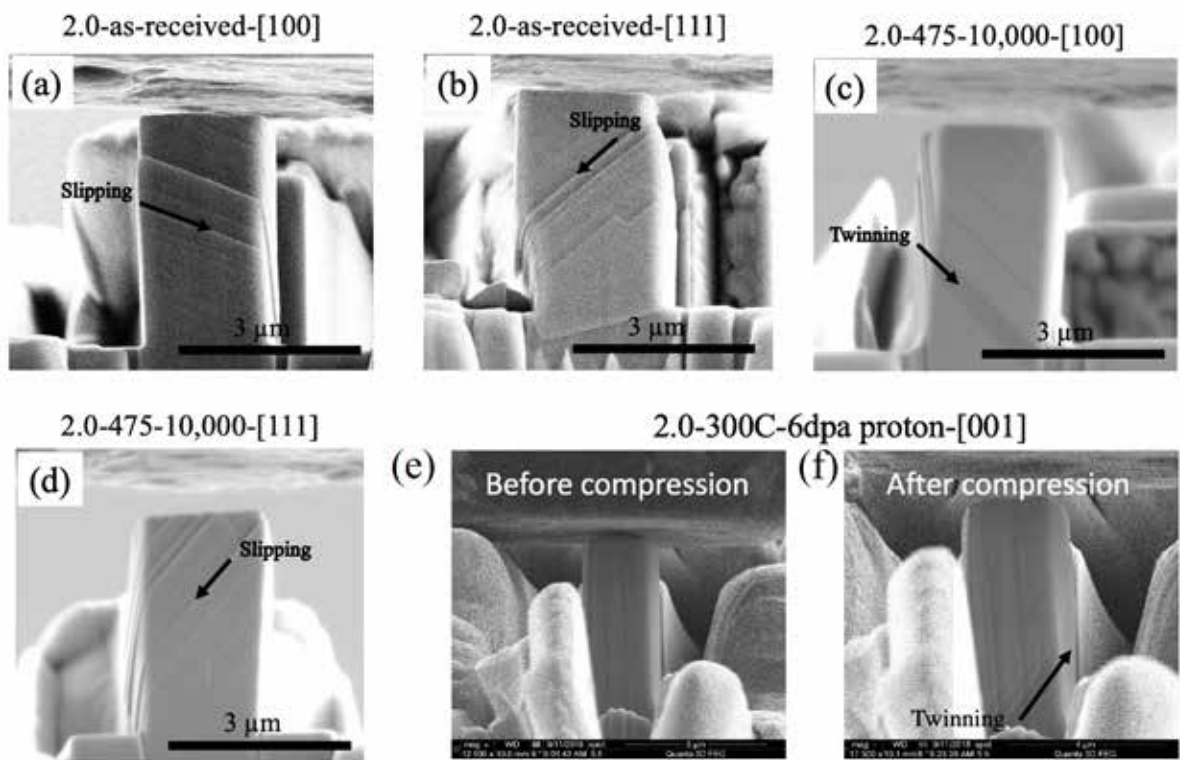 2.0-as-received-[100]
2.0-as-received-[111]
2.0-475-10,000-[100]
(a)
Slipping
3 μm
(b)
Slipping
3 μm
(c)
Twinning
3 μm
2.0-475-10,000-[111]
2.0-300C-6dpa proton-[001]
(d)
Slipping
3 μm
(e)
Before compression
(f)
After compression
Twinning